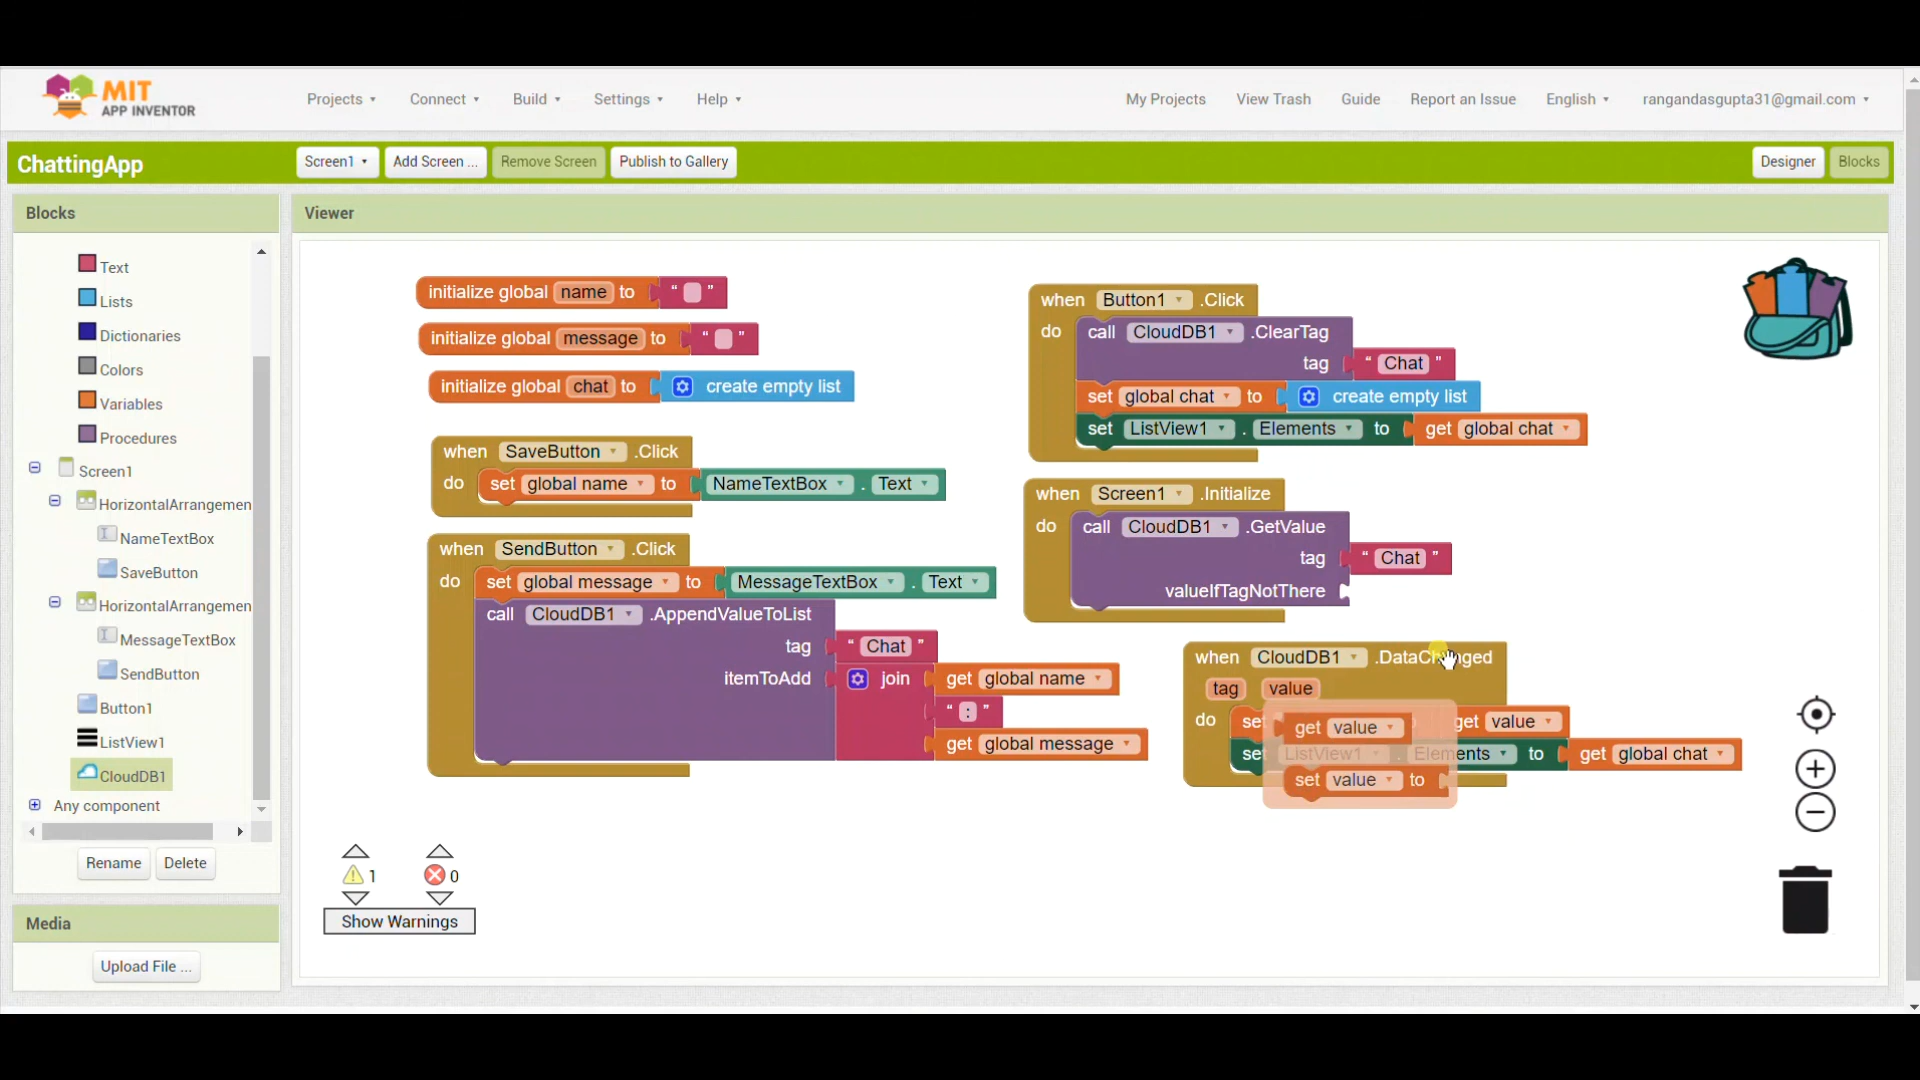 MIT
APP INVENTOR
Projects
Connect
Build
Settings
Help
My Projects
View Trash
Guide
Report an Issue
English
rangandasgupta31@gmail.com
ChattingApp
Screen1
Add Screen ...
Remove Screen
Publish to Gallery
Designer
Blocks
Blocks
Text
Lists
Dictionaries
Colors
Variables
Procedures
Screen1
HorizontalArrangemen
NameTextBox
SaveButton
HorizontalArrangemen
MessageTextBox
SendButton
Button1
ListView1
CloudDB1
Any component
Rename
Delete
Media
Upload File ...
Viewer
initialize global name to “ ”
initialize global message to “ ”
initialize global chat to create empty list
when SaveButton .Click
do set global name to NameTextBox . Text
when SendButton .Click
do set global message to MessageTextBox . Text
call CloudDB1 .AppendValueToList
tag “ Chat ”
itemToAdd join get global name
“ : ”
get global message
when Button1 .Click
do call CloudDB1 .ClearTag
tag “ Chat ”
set global chat to create empty list
set ListView1 . Elements to get global chat
when Screen1 .Initialize
do call CloudDB1 .GetValue
tag “ Chat ”
valueIfTagNotThere
when CloudDB1
tag value
do set get value get value
set ListView1 . Elements to get global chat
set value to
1
0
Show Warnings